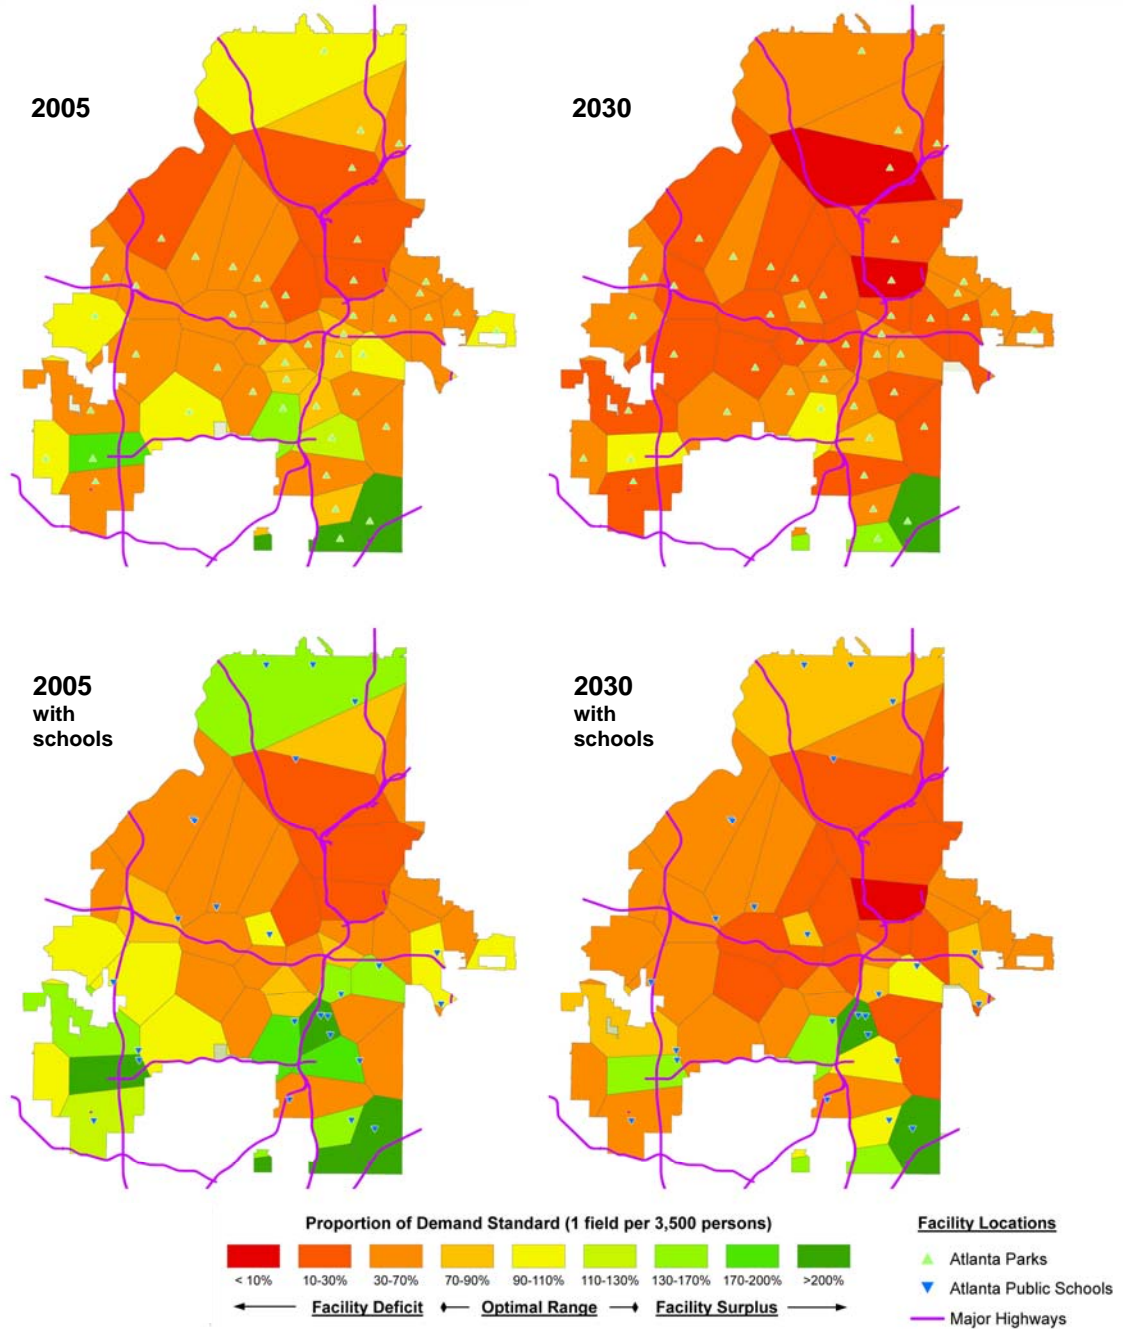 2005
2030
2005
with
schools
2030
with
schools
Proportion of Demand Standard (1 field per 3,500 persons)
< 10% 10-30% 30-70% 70-90% 90-110% 110-130% 130-170% 170-200% >200%
Facility Deficit Optimal Range Facility Surplus
Facility Locations
Atlanta Parks
Atlanta Public Schools
Major Highways